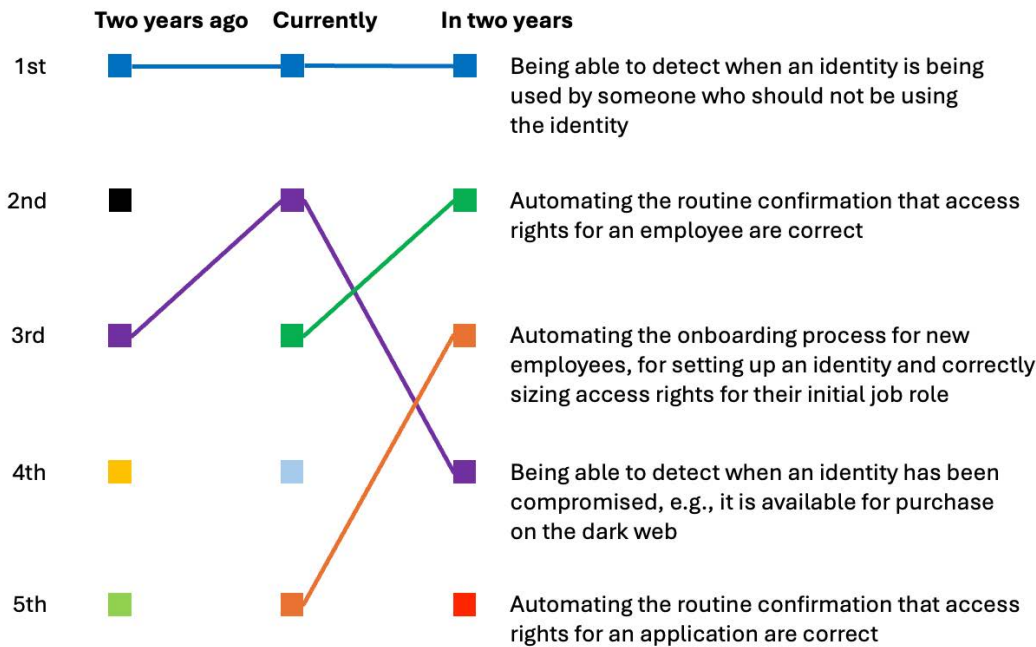 Two years ago Currently In two years
1st
Being able to detect when an identity is being
used by someone who should not be using
the identity
2nd
Automating the routine confirmation that access
rights for an employee are correct
3rd
Automating the onboarding process for new
employees, for setting up an identity and correctly
sizing access rights for their initial job role
4th
Being able to detect when an identity has been
compromised, e.g., it is available for purchase
on the dark web
5th
Automating the routine confirmation that access
rights for an application are correct